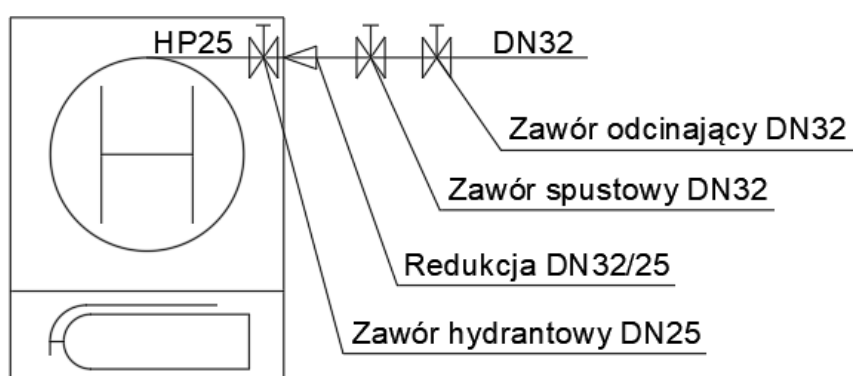 HP25 DN32
Zawór odcinający DN32
Zawór spustowy DN32
Redukcja DN32/25
Zawór hydrantowy DN25
H